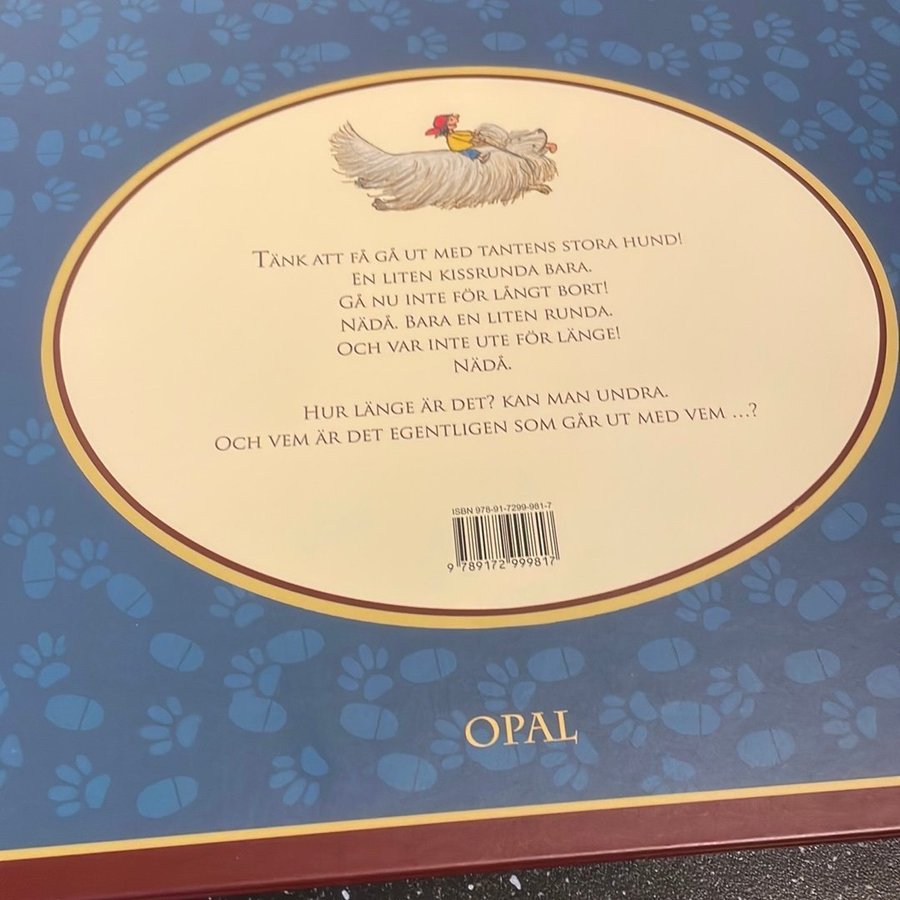 TÄNK ATT FÅ GÅ UT MED TANTENS STORA HUND!
EN LITEN KISSRUNDA BARA.
GÅ NU INTE FÖR LÅNGT BORT!
NÄDÅ. BARA EN LITEN RUNDA.
OCH VAR INTE UTE FÖR LÄNGE!
NÄDÅ.
HUR LÄNGE ÄR DET? KAN MAN UNDRA.
OCH VEM ÄR DET EGENTLIGEN SOM GÅR UT MED VEM ...?
ISBN 978-91-7299-981-7
9 789172 999817
OPAL